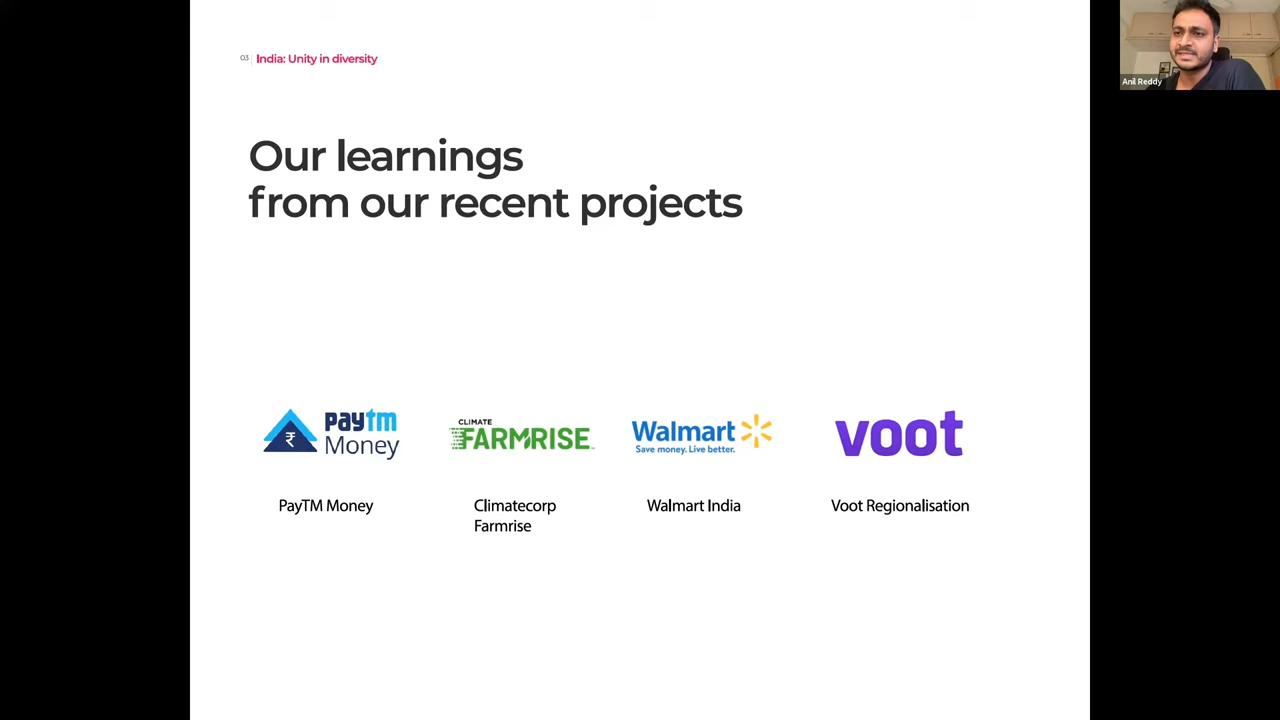 03 India: Unity in diversity
Anil Reddy
Our learnings
from our recent projects
paytm
Money
CLIMATE
FARMRISE
Walmart
Save money. Live better.
voot
PayTM Money
Climatecorp
Farmrise
Walmart India
Voot Regionalisation